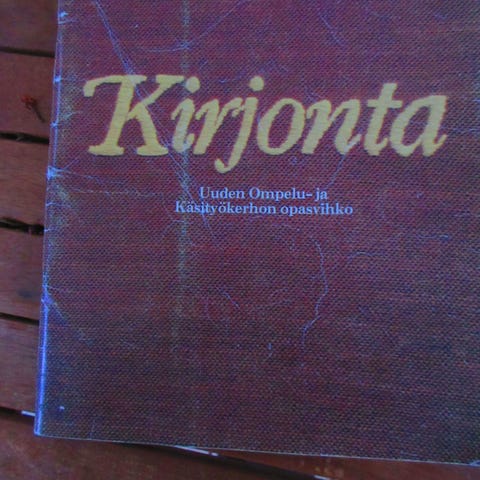 Kirjonta
Uuden Ompelu- ja
Käsityökerhon opasvihko